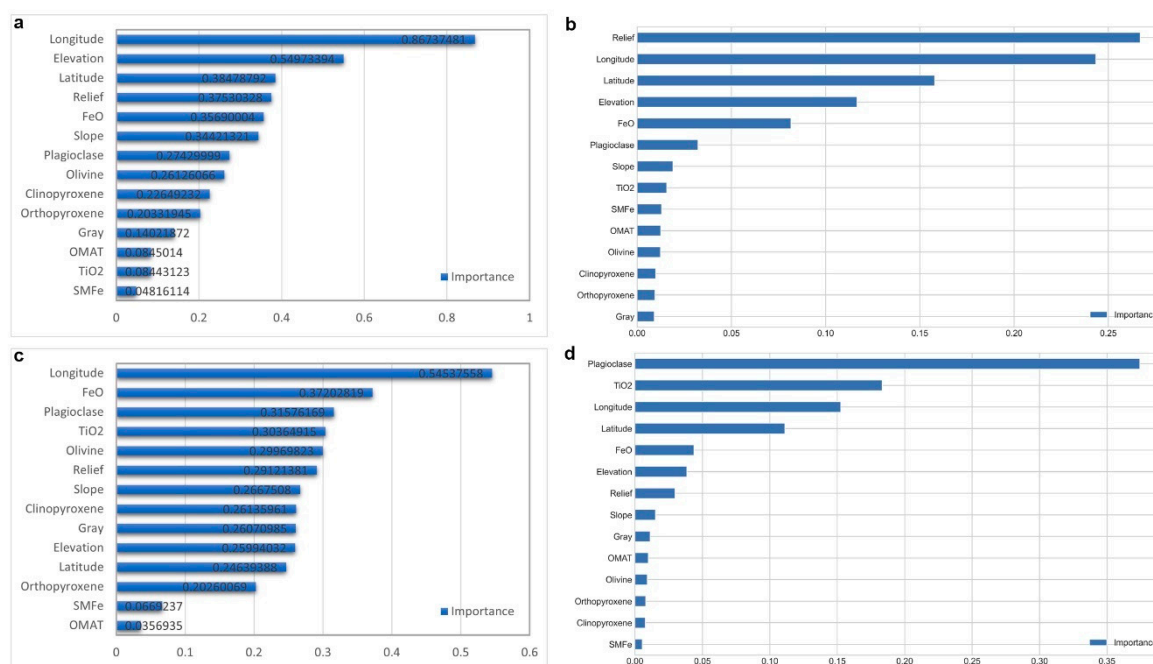 a
Longitude 0.86737481
Elevation 0.54973394
Latitude 0.38478792
Relief 0.37530328
FeO 0.35690004
Slope 0.34421321
Plagioclase 0.27429999
Olivine 0.26126066
Clinopyroxene 0.22649232
Orthopyroxene 0.20331945
Gray 0.14021872
OMAT 0.0845014
TiO2 0.08443123
SMFe 0.04816114
Importance
0 0.2 0.4 0.6 0.8 1
b
Relief
Longitude
Latitude
Elevation
FeO
Plagioclase
Slope
TiO2
SMFe
OMAT
Olivine
Clinopyroxene
Orthopyroxene
Gray
Importance
0.00 0.05 0.10 0.15 0.20 0.25
c
Longitude 0.54537558
FeO 0.37202819
Plagioclase 0.31576169
TiO2 0.30364915
Olivine 0.29969823
Relief 0.29121381
Slope 0.2667508
Clinopyroxene 0.26135961
Gray 0.26070985
Elevation 0.25994032
Latitude 0.24639388
Orthopyroxene 0.20260069
SMFe 0.0669237
OMAT 0.0356935
Importance
0 0.1 0.2 0.3 0.4 0.5 0.6
d
Plagioclase
TiO2
Longitude
Latitude
FeO
Elevation
Relief
Slope
Gray
OMAT
Olivine
Orthopyroxene
Clinopyroxene
SMFe
Importance
0.00 0.05 0.10 0.15 0.20 0.25 0.30 0.35